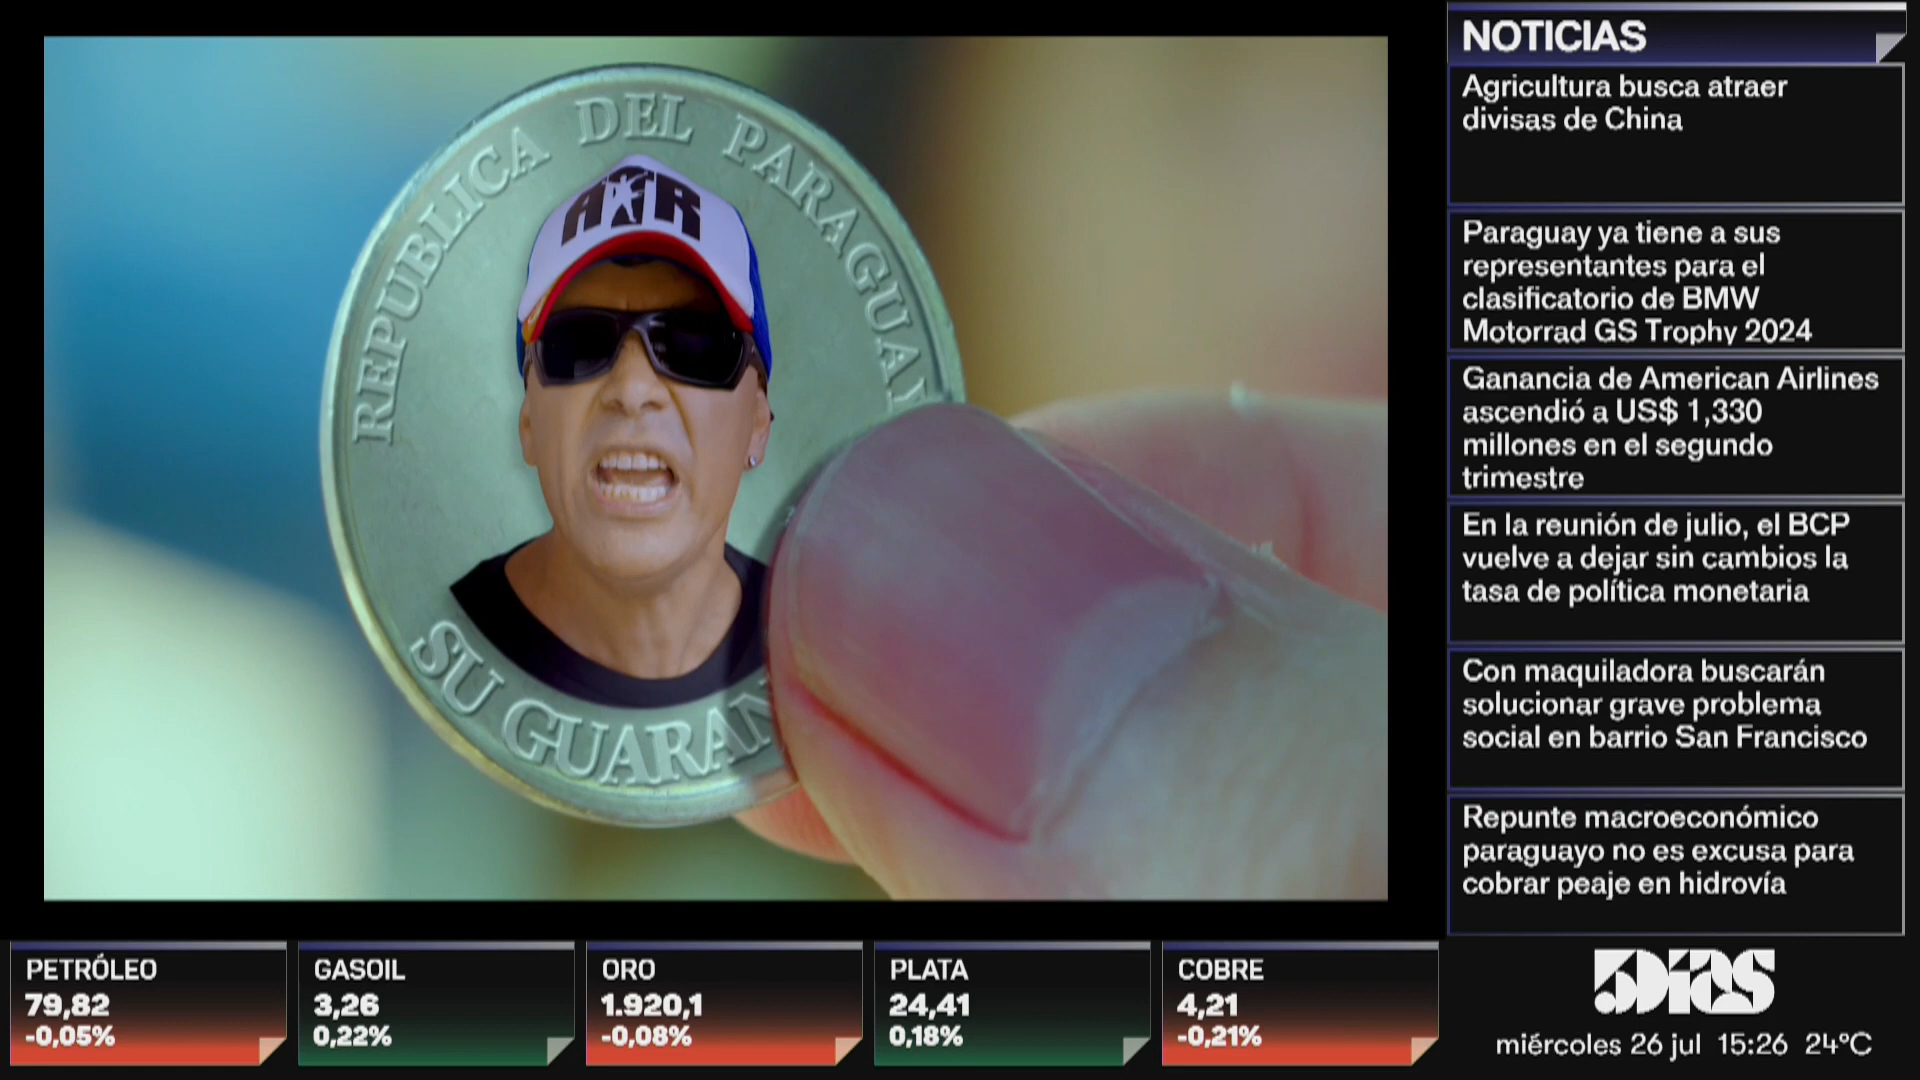 REPUBLICA DEL PARAGUAY
AR
SU GUARAN
NOTICIAS
Agricultura busca atraer
divisas de China
Paraguay ya tiene a sus
representantes para el
clasificatorio de BMW
Motorrad GS Trophy 2024
Ganancia de American Airlines
ascendió a US$ 1,330
millones en el segundo
trimestre
En la reunión de julio, el BCP
vuelve a dejar sin cambios la
tasa de política monetaria
Con maquiladora buscarán
solucionar grave problema
social en barrio San Francisco
Repunte macroeconómico
paraguayo no es excusa para
cobrar peaje en hidrovía
PETRÓLEO
79,82
-0,05%
GASOIL
3,26
0,22%
ORO
1.920,1
-0,08%
PLATA
24,41
0,18%
COBRE
4,21
-0,21%
5Días
miércoles 26 jul 15:26 24°C